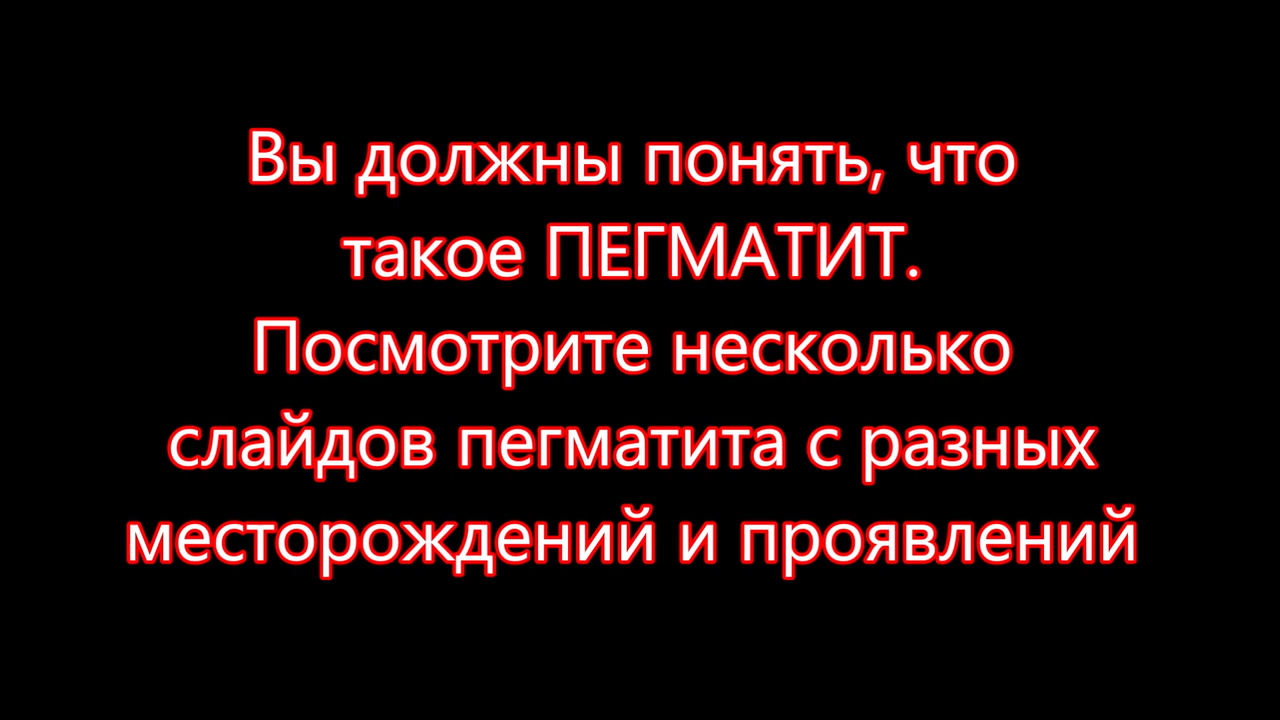 Вы должны понять, что
такое ПЕГМАТИТ.
Посмотрите несколько
слайдов пегматита с разных
месторождений и проявлений